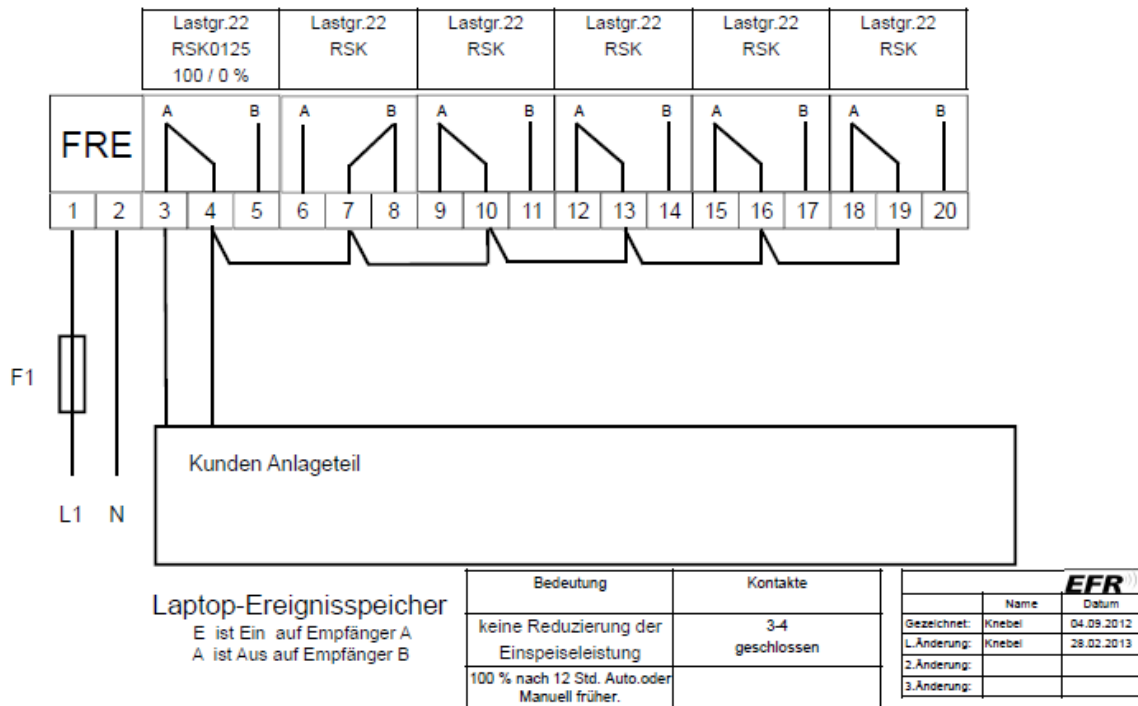 Lastgr.22 Lastgr.22 Lastgr.22 Lastgr.22 Lastgr.22 Lastgr.22
RSK0125 RSK RSK RSK RSK RSK
100 / 0 %
A B A B A B A B A B A B
FRE
1 2 3 4 5 6 7 8 9 10 11 12 13 14 15 16 17 18 19 20
F1
Kunden Anlageteil
L1 N
Laptop-Ereignisspeicher
E ist Ein auf Empfänger A
A ist Aus auf Empfänger B
Bedeutung Kontakte
keine Reduzierung der 3-4
Einspeiseleistung geschlossen
100 % nach 12 Std. Auto.oder
Manuell früher.
EFR
Name Datum
Gezeichnet: Knebel 04.09.2012
L.Änderung: Knebel 28.02.2013
2.Änderung:
3.Änderung: